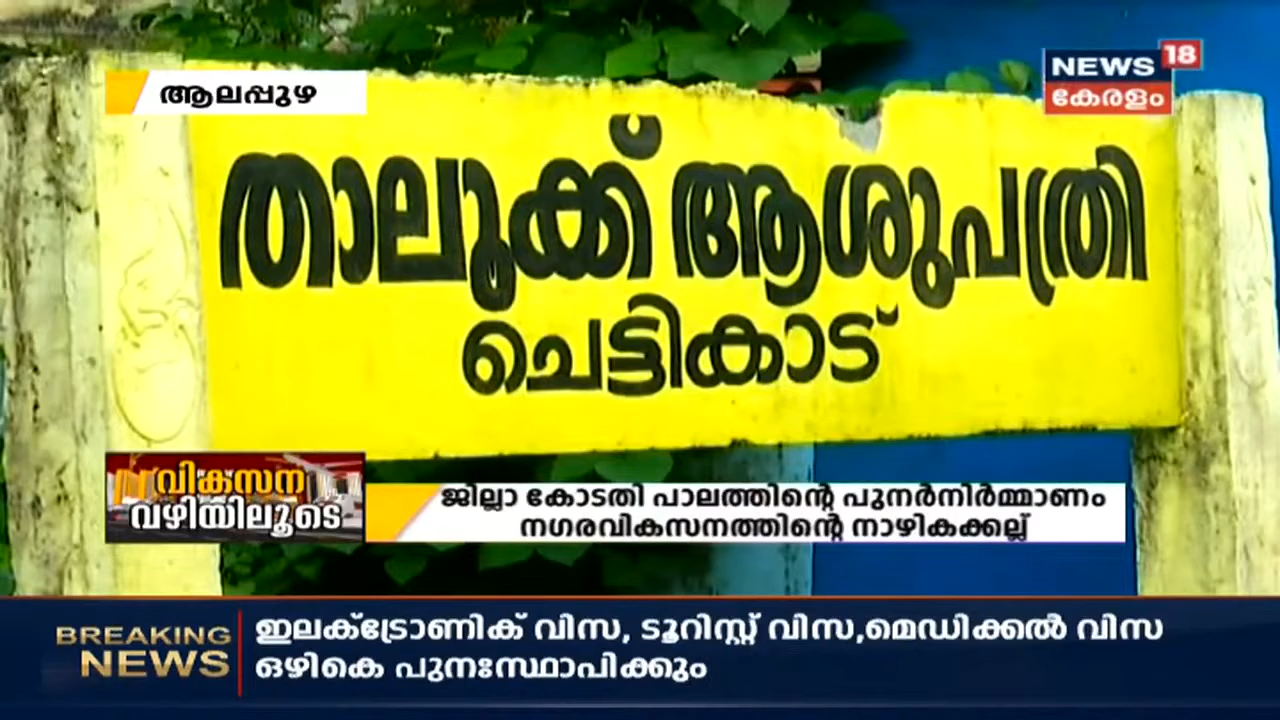 ആലപ്പുഴ
NEWS 18
കേരളം
താലൂക്ക് ആശുപത്രി
ചെട്ടികാട്
വികസന
വഴിയിലൂടെ
ജില്ലാ കോടതി പാലത്തിന്റെ പുനർനിർമ്മാണം
നഗരവികസനത്തിന്റെ നാഴികക്കല്ല്
BREAKING
NEWS
ഇലക്ട്രോണിക് വിസ, ടൂറിസ്റ്റ് വിസ,മെഡിക്കൽ വിസ
ഒഴികെ പുനഃസ്ഥാപിക്കും